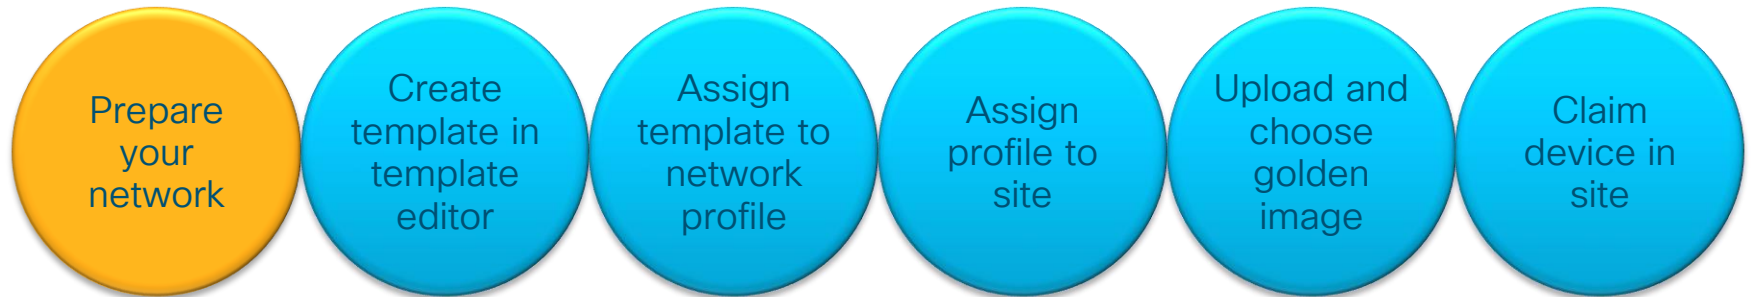 Prepare
your
network
Create
template in
template
editor
Assign
template to
network
profile
Assign
profile to
site
Upload and
choose
golden
image
Claim
device in
site